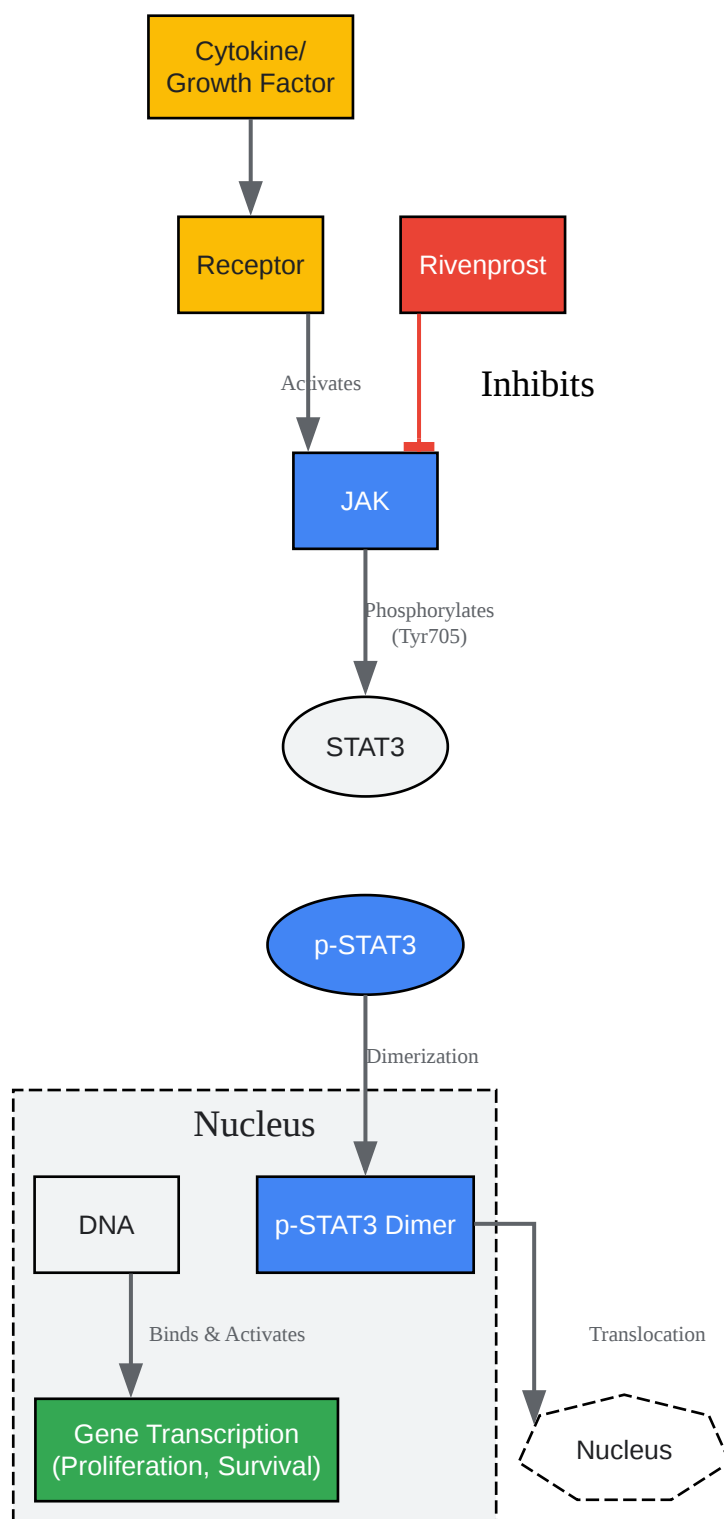 Cytokine/
Growth Factor
Receptor
Rivenprost
Activates
Inhibits
JAK
Phosphorylates
(Tyr705)
STAT3
p-STAT3
Dimerization
Nucleus
DNA
p-STAT3 Dimer
Binds & Activates
Translocation
Gene Transcription
(Proliferation, Survival)
Nucleus